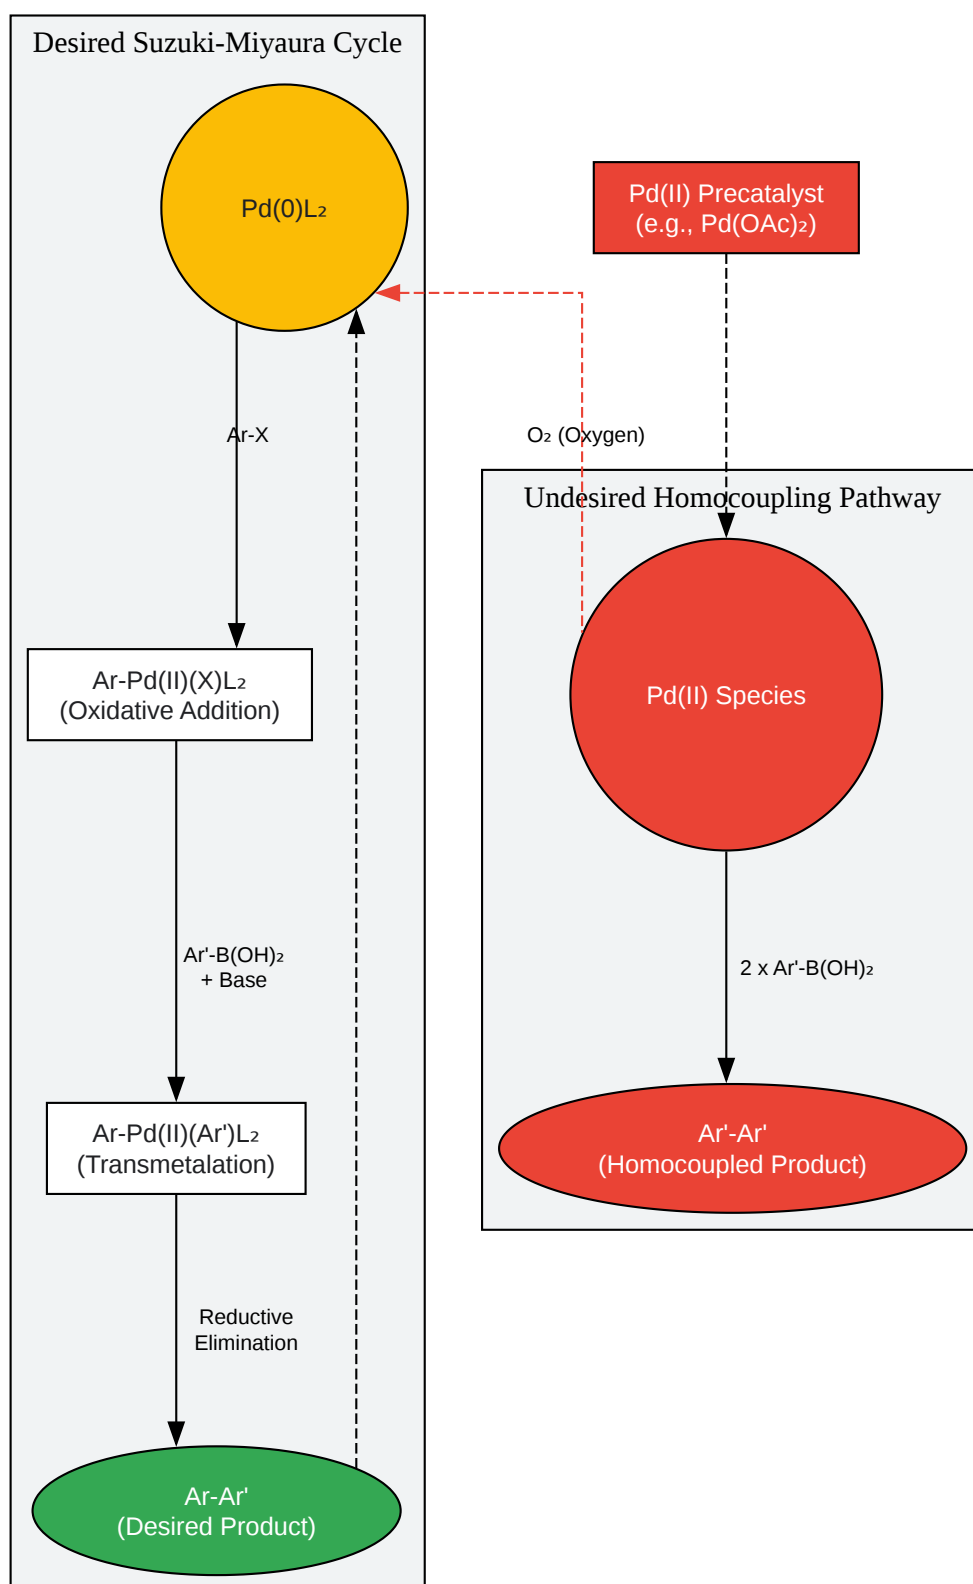 Desired Suzuki-Miyaura Cycle
Pd(0)L₂
Ar-X
Ar-Pd(II)(X)L₂
(Oxidative Addition)
Ar'-B(OH)₂
+ Base
Ar-Pd(II)(Ar')L₂
(Transmetalation)
Reductive
Elimination
Ar-Ar'
(Desired Product)
Pd(II) Precatalyst
(e.g., Pd(OAc)₂)
O₂ (Oxygen)
Undesired Homocoupling Pathway
Pd(II) Species
2 x Ar'-B(OH)₂
Ar'-Ar'
(Homocoupled Product)